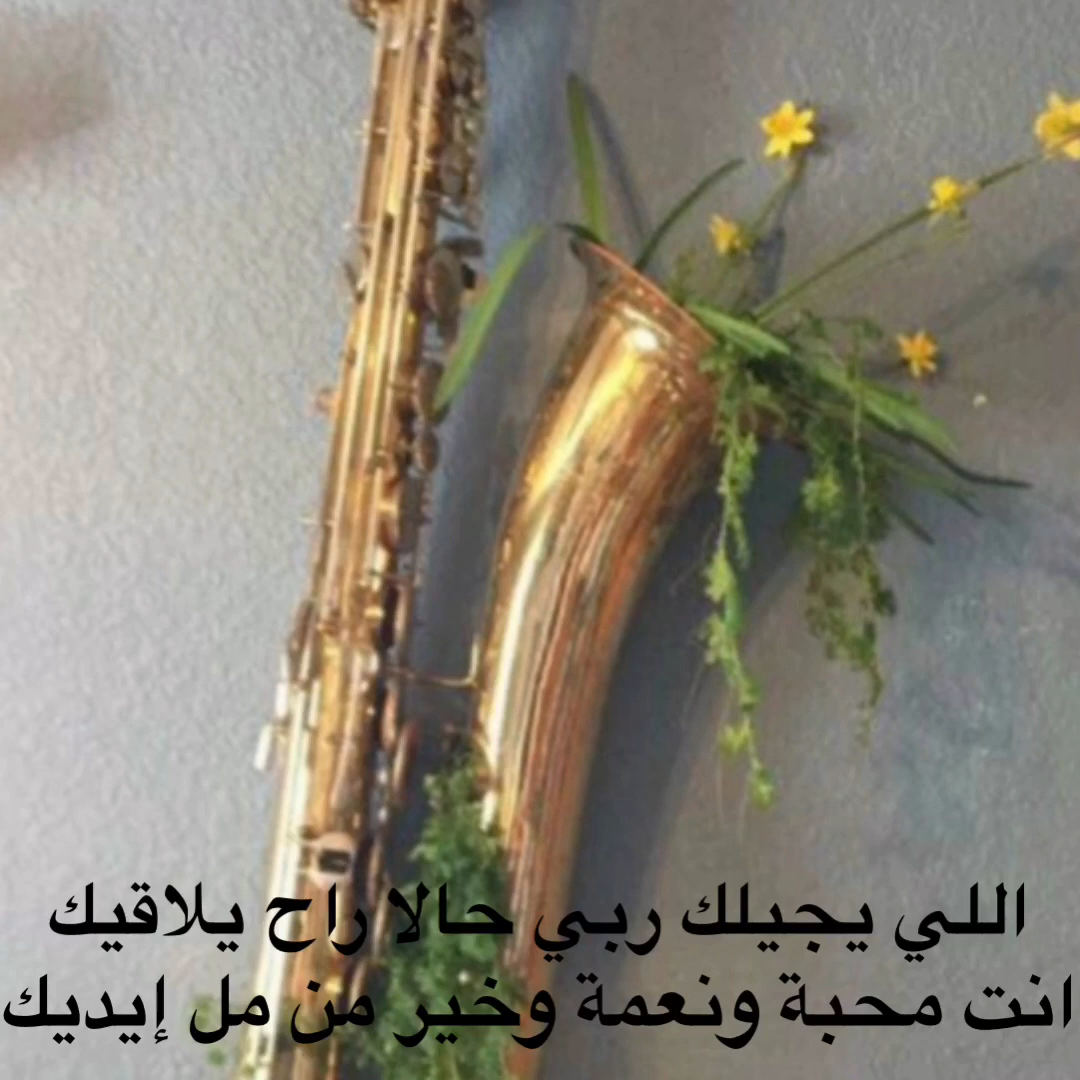 اللي يجيلك ربي حالا راح يلاقيك
انت محبة ونعمة وخير من مل إيديك